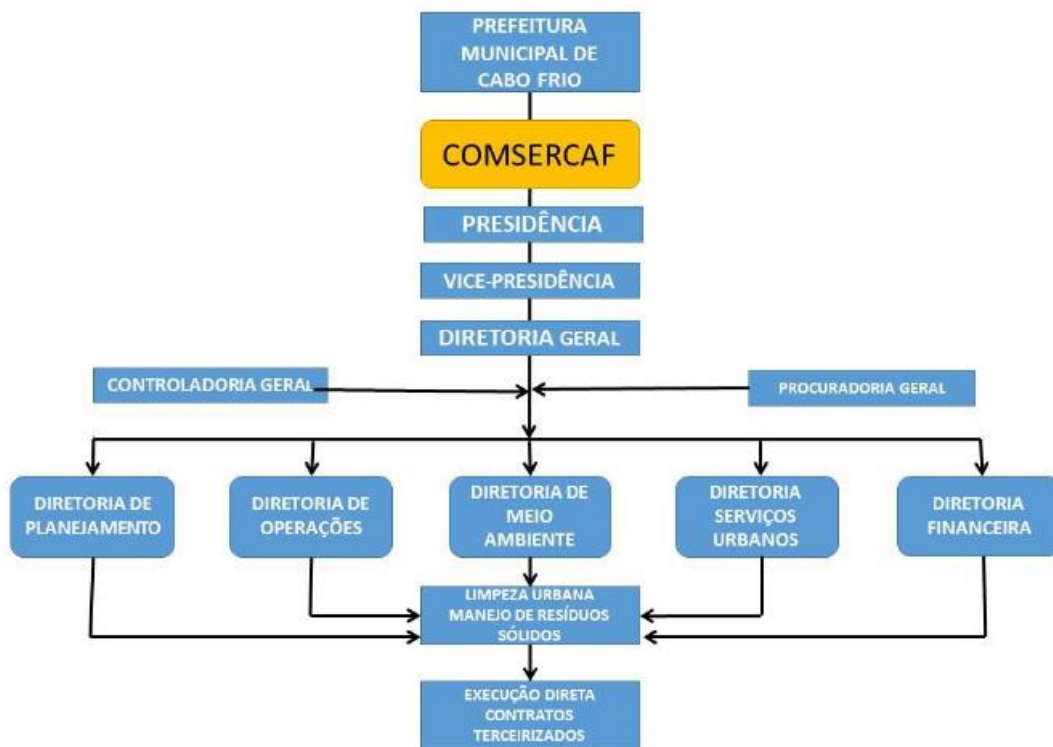 PREFEITURA
MUNICIPAL DE
CABO FRIO
COMSERCAF
PRESIDÊNCIA
VICE-PRESIDÊNCIA
DIRETORIA GERAL
CONTROLADORIA GERAL
PROCURADORIA GERAL
DIRETORIA DE
PLANEJAMENTO
DIRETORIA DE
OPERAÇÕES
DIRETORIA DE
MEIO
AMBIENTE
DIRETORIA
SERVIÇOS
URBANOS
DIRETORIA
FINANCEIRA
LIMPEZA URBANA
MANEJO DE RESÍDUOS
SÓLIDOS
EXECUÇÃO DIRETA
CONTRATOS
TERCEIRIZADOS